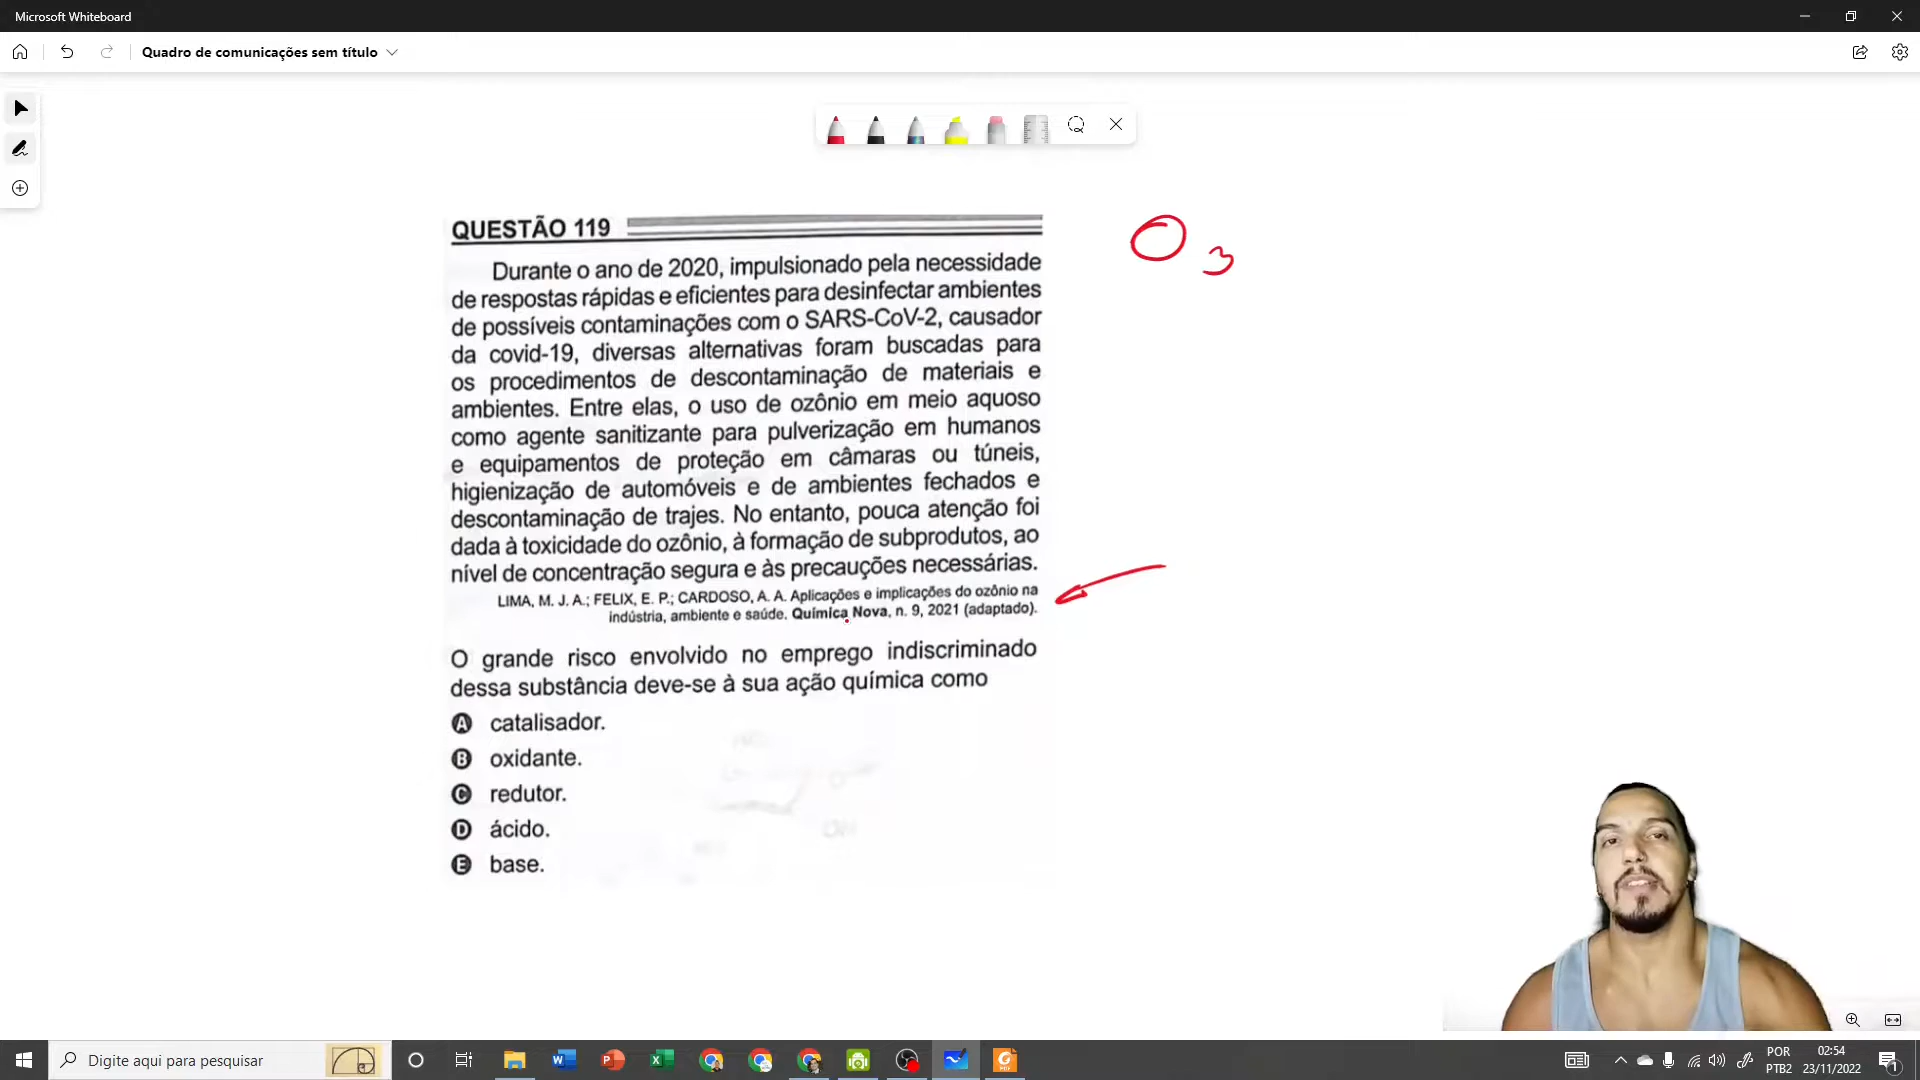 Microsoft Whiteboard
Quadro de comunicações sem título
QUESTÃO 119
O 3
Durante o ano de 2020, impulsionado pela necessidade
de respostas rápidas e eficientes para desinfectar ambientes
de possíveis contaminações com o SARS-CoV-2, causador
da covid-19, diversas alternativas foram buscadas para
os procedimentos de descontaminação de materiais e
ambientes. Entre elas, o uso de ozônio em meio aquoso
como agente sanitizante para pulverização em humanos
e equipamentos de proteção em câmaras ou túneis,
higienização de automóveis e de ambientes fechados e
descontaminação de trajes. No entanto, pouca atenção foi
dada à toxicidade do ozônio, à formação de subprodutos, ao
nível de concentração segura e às precauções necessárias.
LIMA, M. J. A.; FELIX, E. P.; CARDOSO, A. A. Aplicações e implicações do ozônio na
indústria, ambiente e saúde. Química Nova, n. 9, 2021 (adaptado).
O grande risco envolvido no emprego indiscriminado
dessa substância deve-se à sua ação química como
A catalisador.
B oxidante.
C redutor.
D ácido.
E base.
Digite aqui para pesquisar
POR
PTB2
02:54
23/11/2022